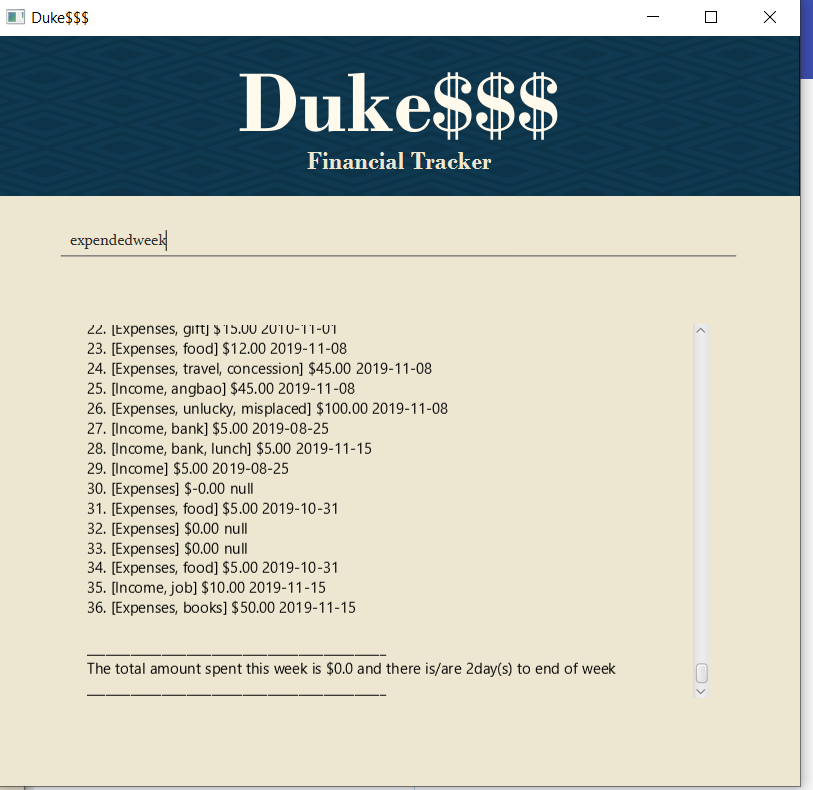 Duke$$$
Duke$$$
Financial Tracker
expendedweek
22. [Expenses, gift] $15.00 2010-11-01
23. [Expenses, food] $12.00 2019-11-08
24. [Expenses, travel, concession] $45.00 2019-11-08
25. [Income, angbao] $45.00 2019-11-08
26. [Expenses, unlucky, misplaced] $100.00 2019-11-08
27. [Income, bank] $5.00 2019-08-25
28. [Income, bank, lunch] $5.00 2019-11-15
29. [Income] $5.00 2019-08-25
30. [Expenses] $-0.00 null
31. [Expenses, food] $5.00 2019-10-31
32. [Expenses] $0.00 null
33. [Expenses] $0.00 null
34. [Expenses, food] $5.00 2019-10-31
35. [Income, job] $10.00 2019-11-15
36. [Expenses, books] $50.00 2019-11-15
________________________________________
The total amount spent this week is $0.0 and there is/are 2day(s) to end of week
________________________________________